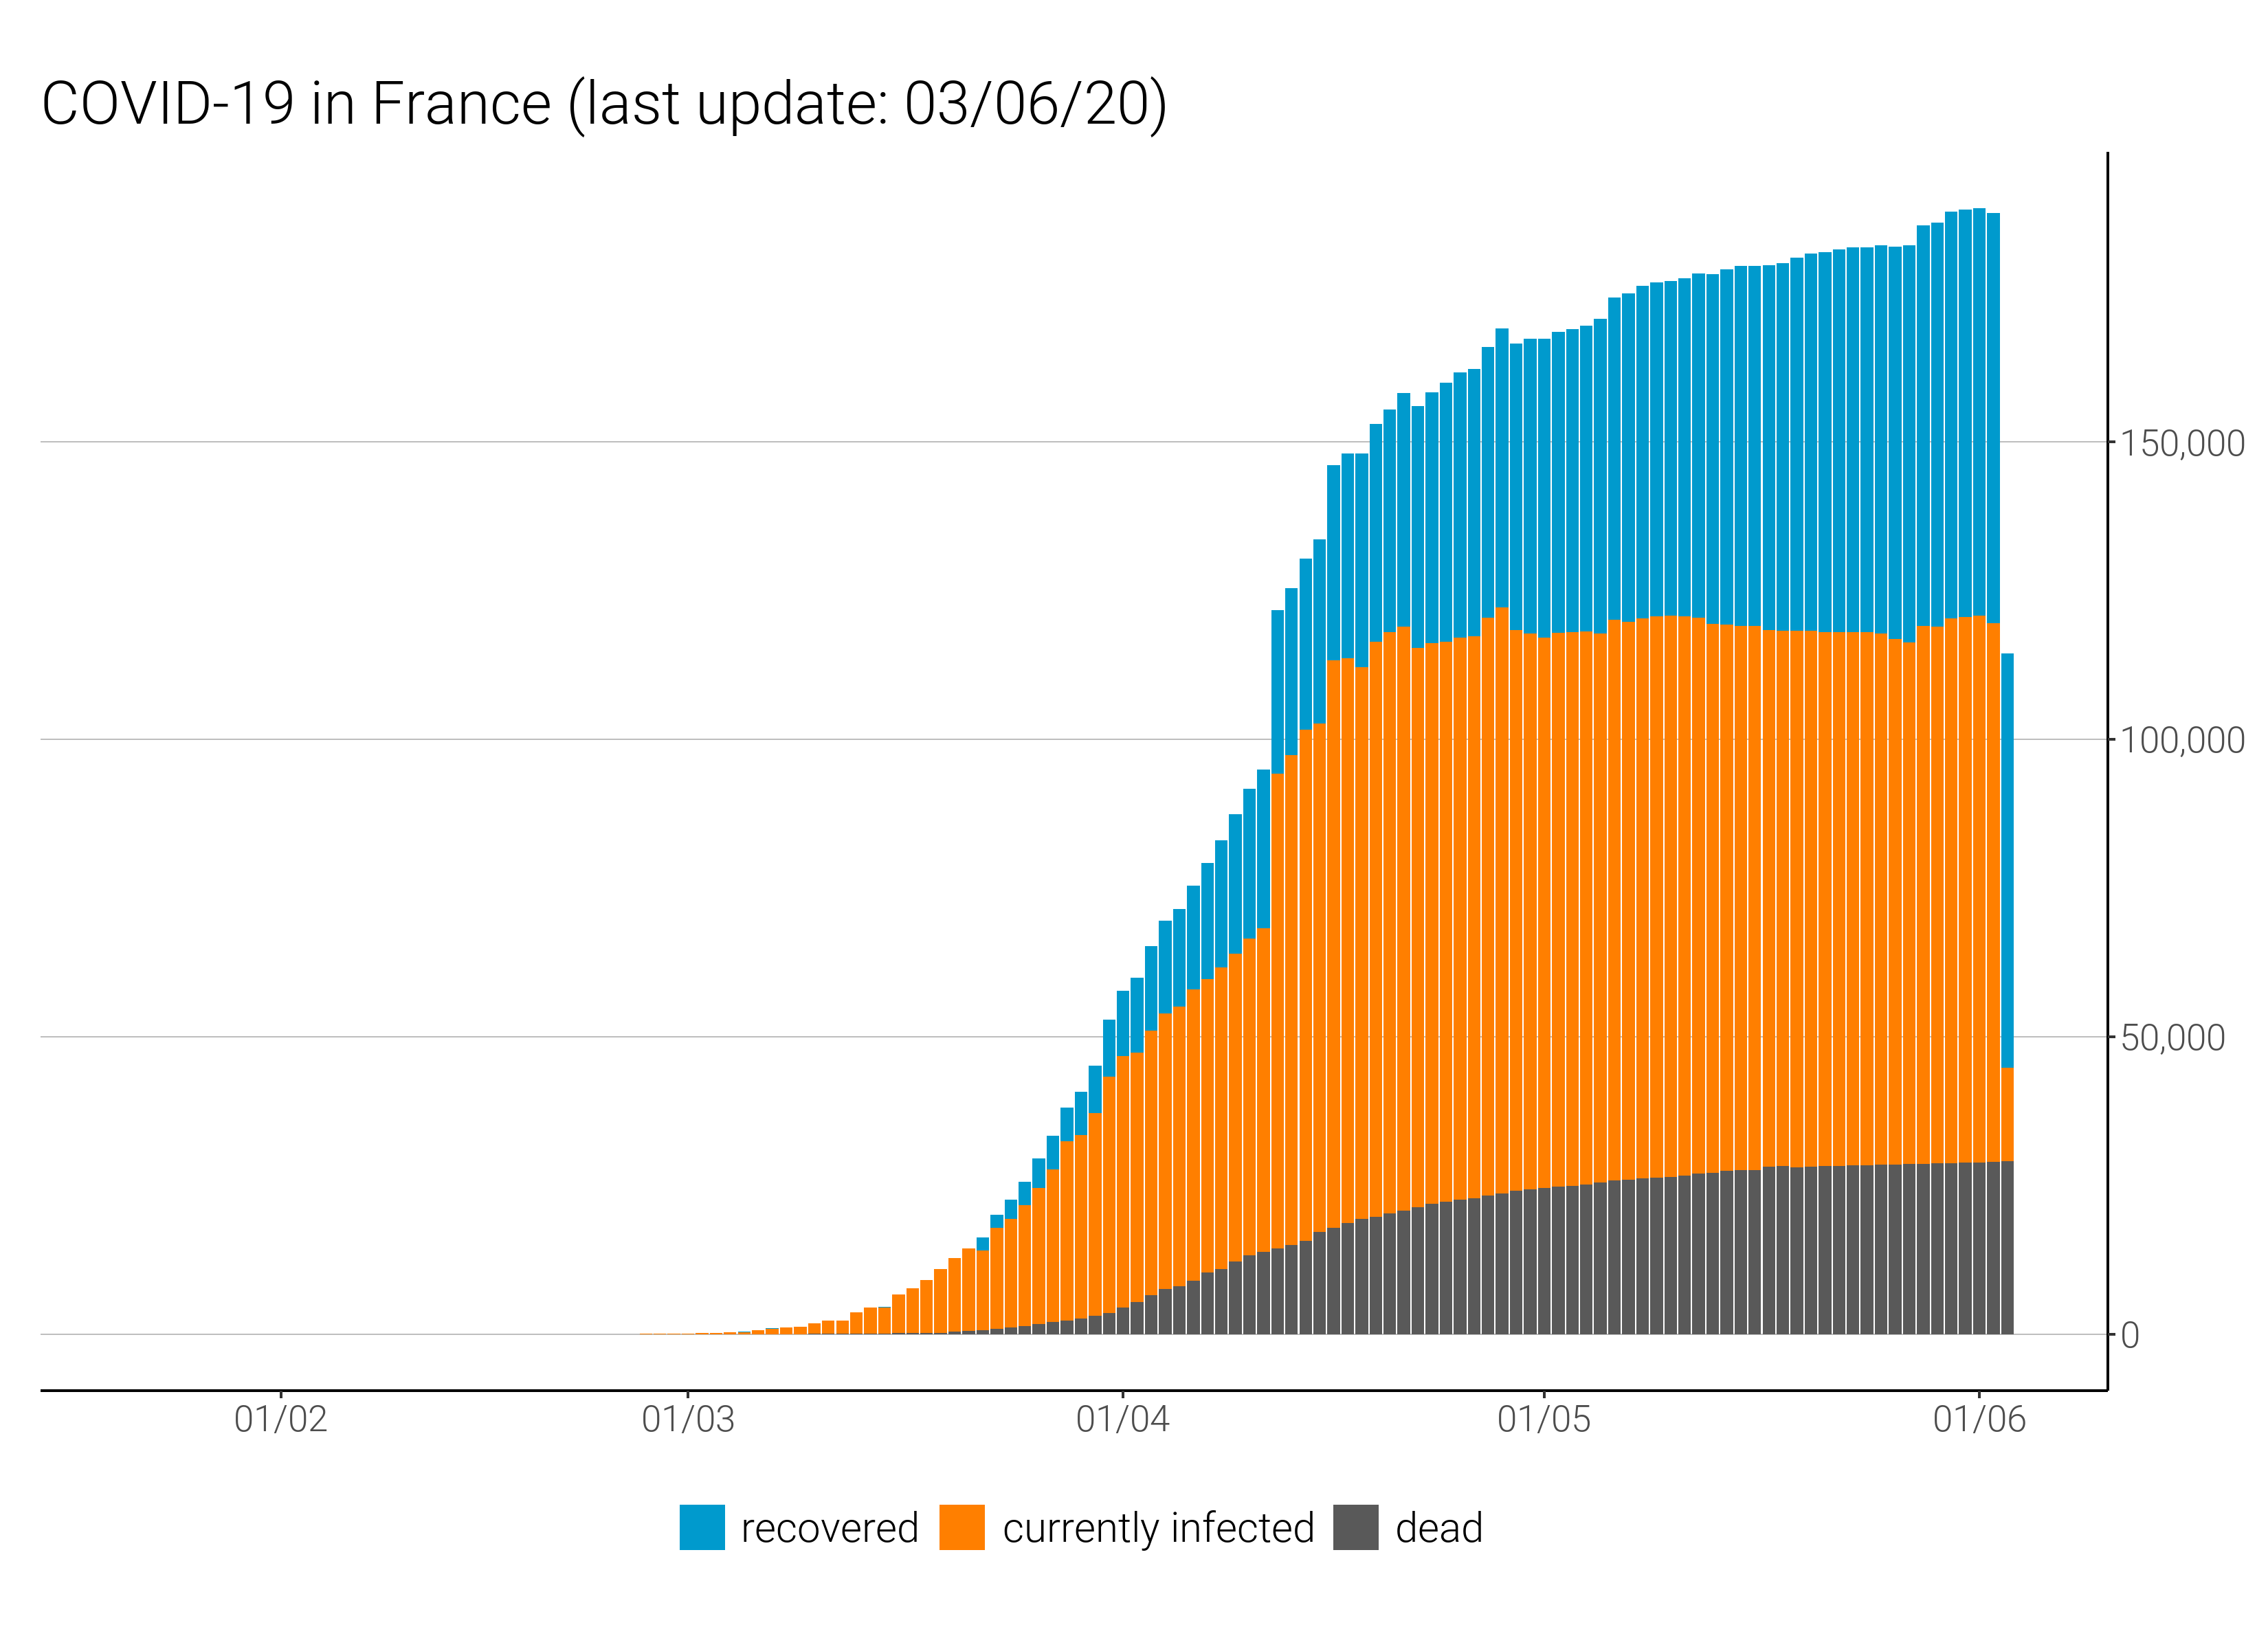 COVID-19 in France (last update: 03/06/20)
150,000
100,000
50,000
0
01/02 01/03 01/04 01/05 01/06
recovered currently infected dead